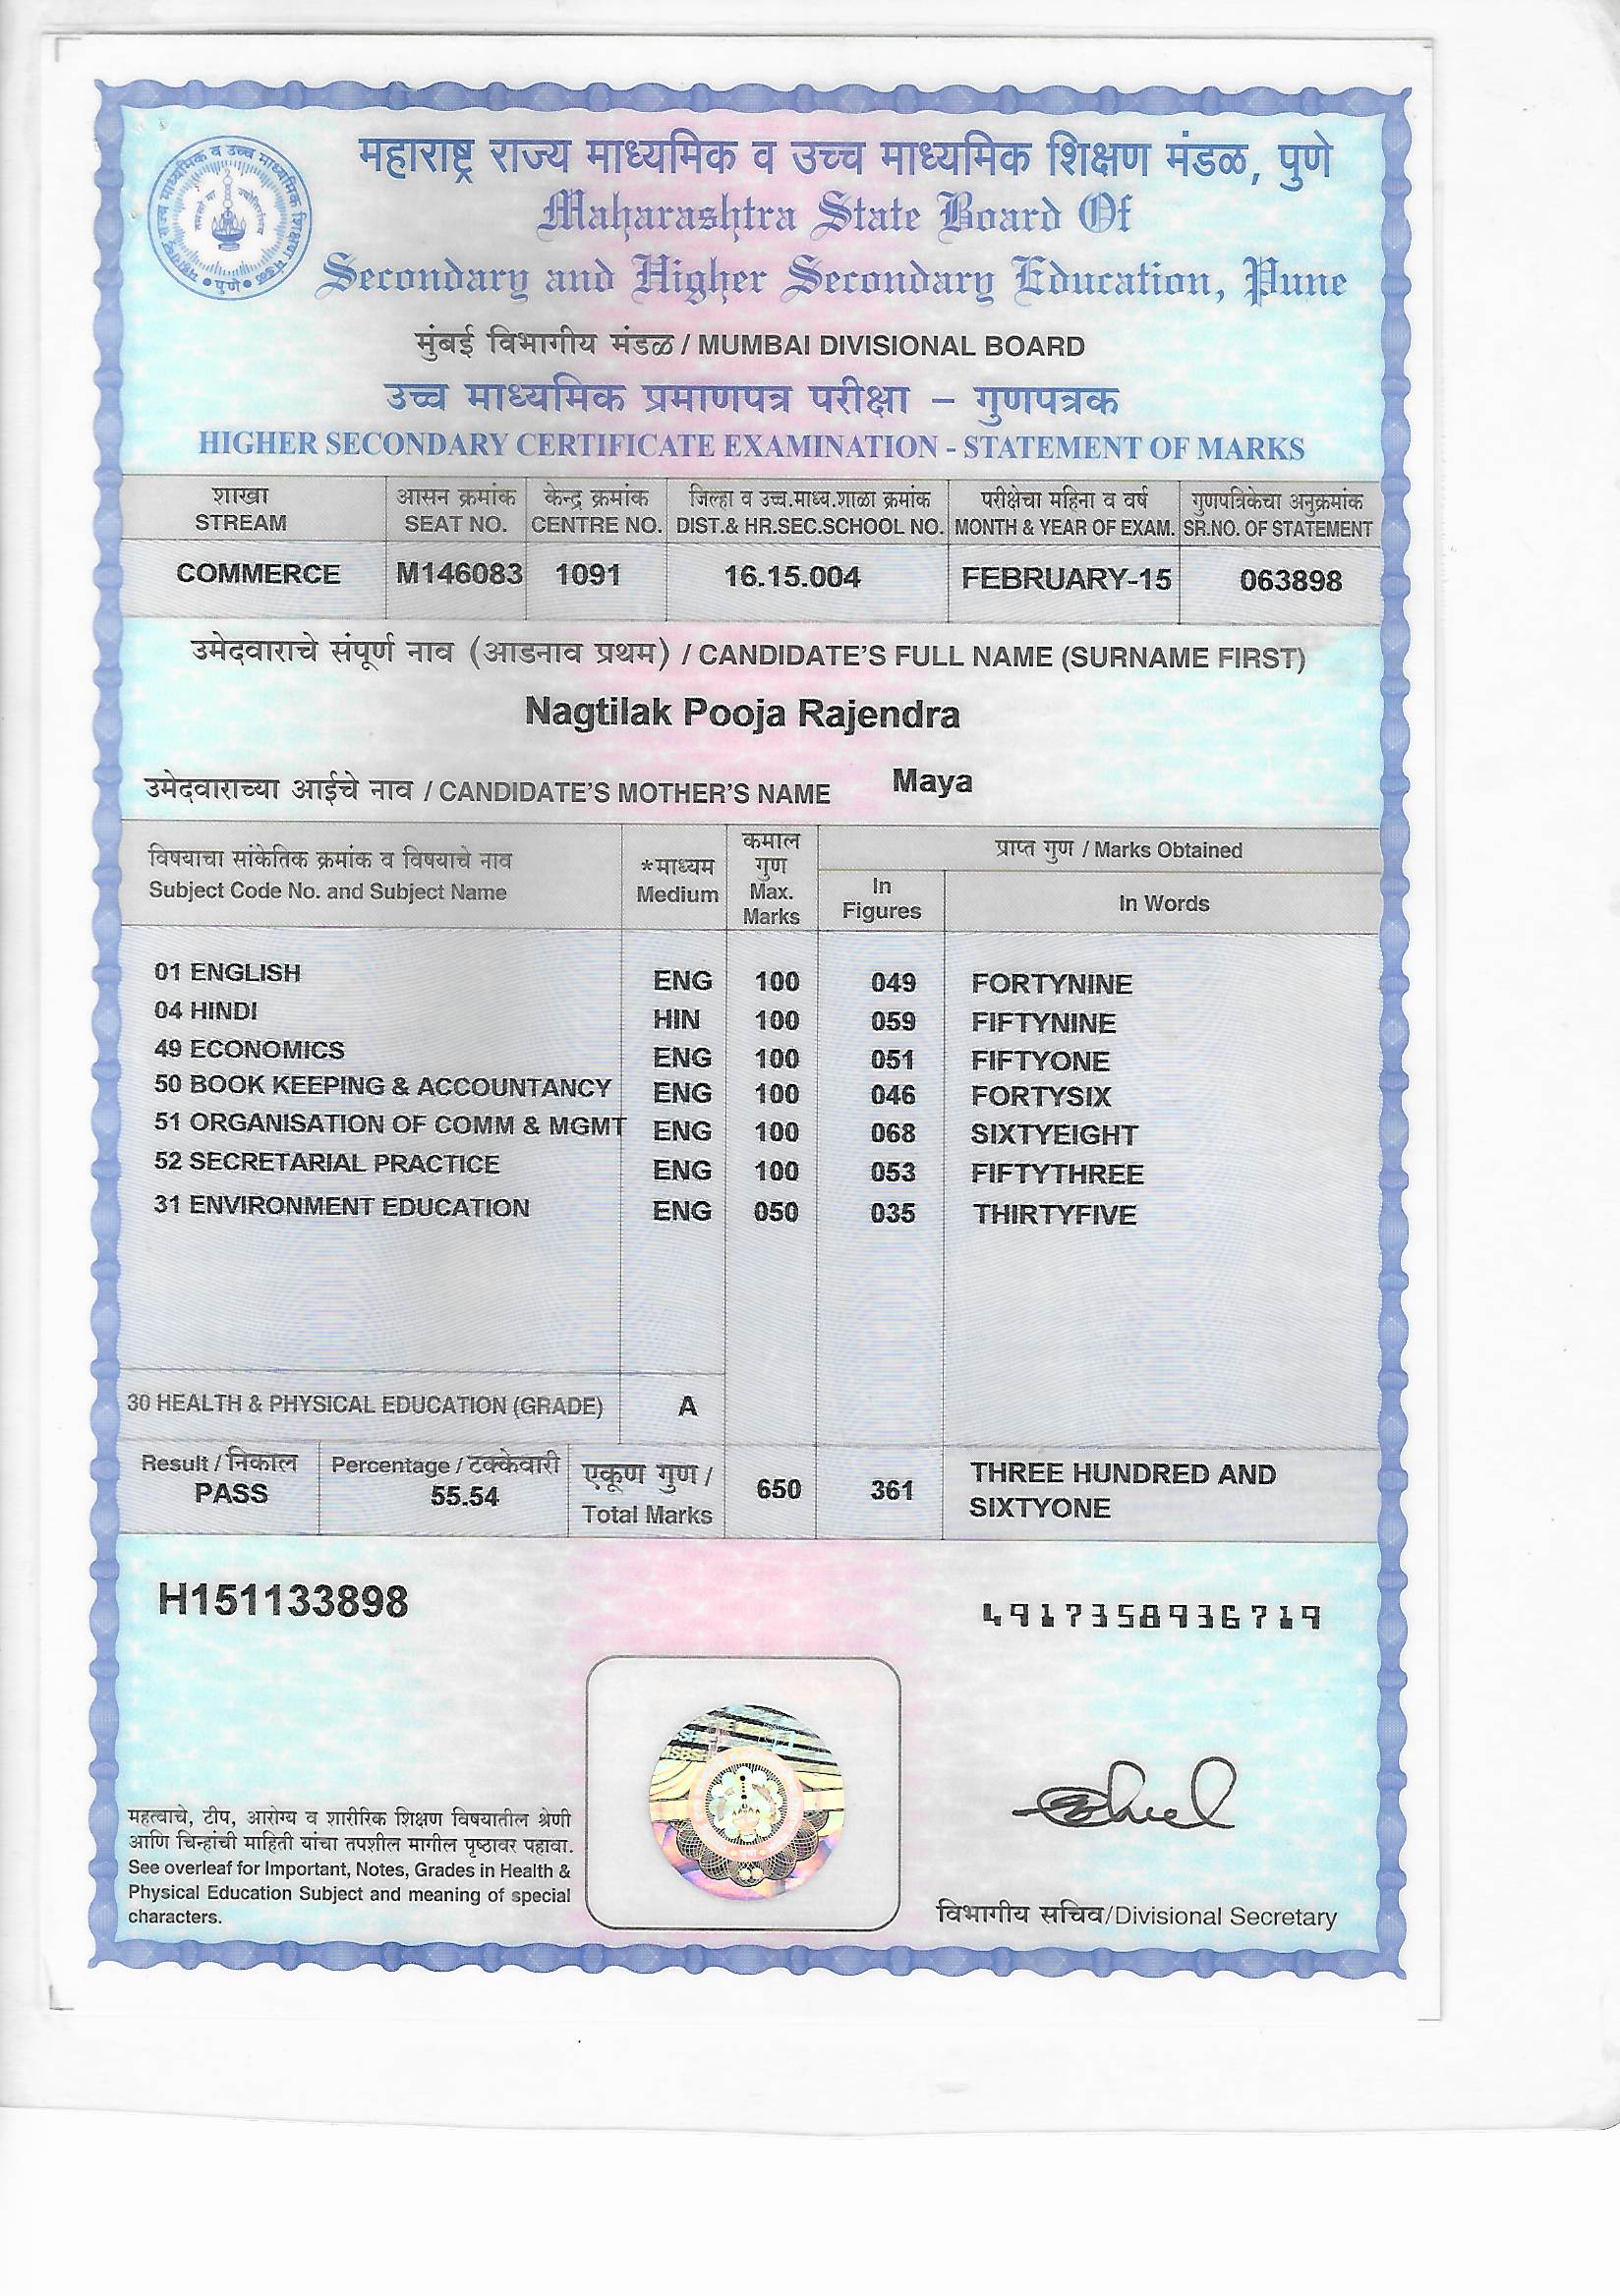 महाराष्ट्र राज्य माध्यमिक व उच्च माध्यमिक शिक्षण मंडळ, पुणे
Maharashtra State Board Of
Secondary and Higher Secondary Education, Pune
मुंबई विभागीय मंडळ / MUMBAI DIVISIONAL BOARD
उच्च माध्यमिक प्रमाणपत्र परीक्षा – गुणपत्रक
HIGHER SECONDARY CERTIFICATE EXAMINATION - STATEMENT OF MARKS
शाखा आसन क्रमांक केन्द्र क्रमांक जिल्हा व उच्च.माध्य.शाळा क्रमांक परीक्षेचा महिना व वर्ष गुणपत्रिकेचा अनुक्रमांक
STREAM SEAT NO. CENTRE NO. DIST.& HR.SEC.SCHOOL NO. MONTH & YEAR OF EXAM. SR.NO. OF STATEMENT
COMMERCE M146083 1091 16.15.004 FEBRUARY-15 063898
उमेदवाराचे संपूर्ण नाव (आडनाव प्रथम) / CANDIDATE'S FULL NAME (SURNAME FIRST)
Nagtilak Pooja Rajendra
उमेदवाराच्या आईचे नाव / CANDIDATE'S MOTHER'S NAME Maya
विषयाचा सांकेतिक क्रमांक व विषयाचे नाव
Subject Code No. and Subject Name
*माध्यम
Medium
कमाल
गुण
Max.
Marks
प्राप्त गुण / Marks Obtained
In
Figures
In Words
01 ENGLISH ENG 100 049 FORTYNINE
04 HINDI HIN 100 059 FIFTYNINE
49 ECONOMICS ENG 100 051 FIFTYONE
50 BOOK KEEPING & ACCOUNTANCY ENG 100 046 FORTYSIX
51 ORGANISATION OF COMM & MGMT ENG 100 068 SIXTYEIGHT
52 SECRETARIAL PRACTICE ENG 100 053 FIFTYTHREE
31 ENVIRONMENT EDUCATION ENG 050 035 THIRTYFIVE
30 HEALTH & PHYSICAL EDUCATION (GRADE) A
Result / निकाल
PASS
Percentage / टक्केवारी
55.54
एकूण गुण /
Total Marks
650 361
THREE HUNDRED AND
SIXTYONE
H151133898
4917358936719
महत्वाचे, टीप, आरोग्य व शारीरिक शिक्षण विषयातील श्रेणी
आणि चिन्हांची माहिती यांचा तपशील मागील पृष्ठावर पहावा.
See overleaf for Important, Notes, Grades in Health &
Physical Education Subject and meaning of special
characters.
विभागीय सचिव/Divisional Secretary